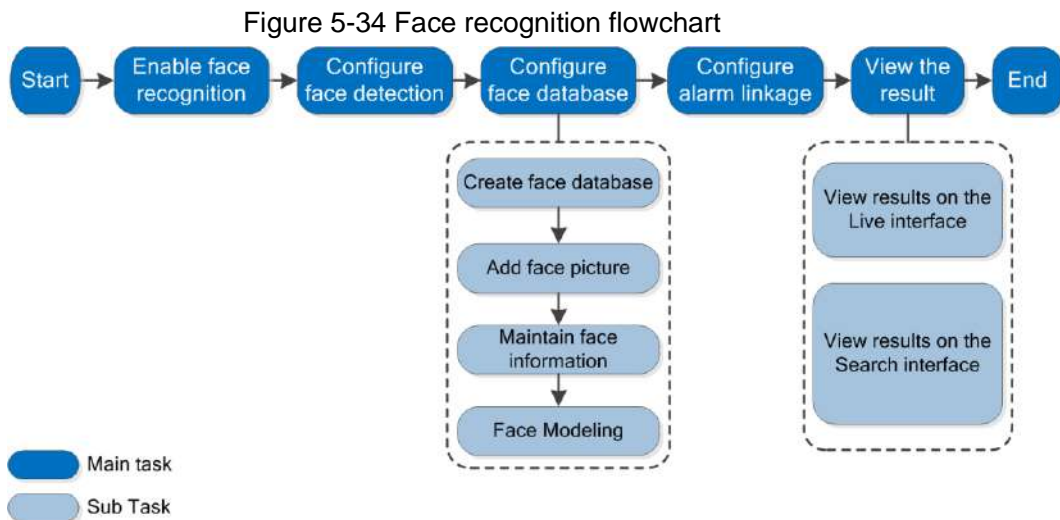 Figure 5-34 Face recognition flowchart
Start
Enable face
recognition
Configure
face detection
Configure
face database
Configure
alarm linkage
View the
result
End
Create face database
Add face picture
Maintain face
information
Face Modeling
View results on the
Live interface
View results on the
Search interface
Main task
Sub Task